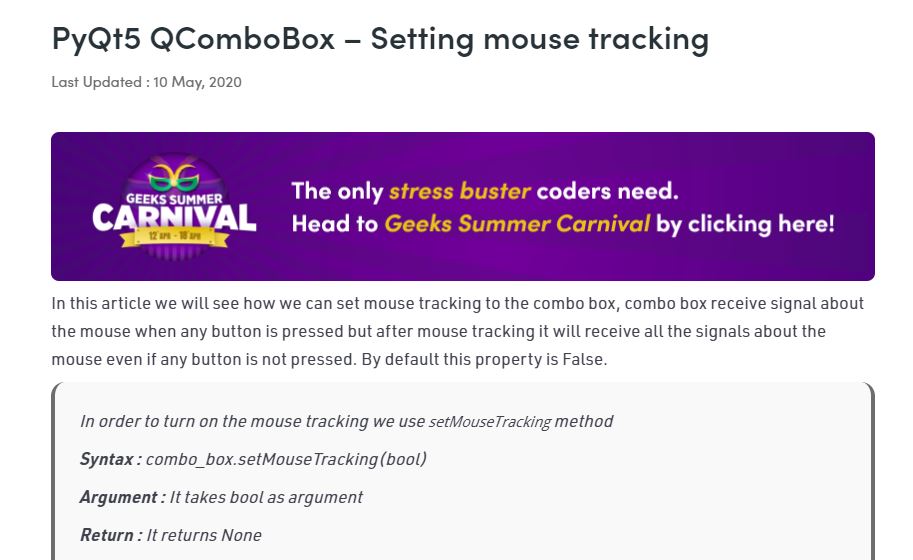 PyQt5 QComboBox – Setting mouse tracking
Last Updated : 10 May, 2020
GEEKS SUMMER
CARNIVAL
12 APR - 18 APR
The only stress buster coders need.
Head to Geeks Summer Carnival by clicking here!
In this article we will see how we can set mouse tracking to the combo box, combo box receive signal about
the mouse when any button is pressed but after mouse tracking it will receive all the signals about the
mouse even if any button is not pressed. By default this property is False.
In order to turn on the mouse tracking we use setMouseTracking method
Syntax : combo_box.setMouseTracking(bool)
Argument : It takes bool as argument
Return : It returns None